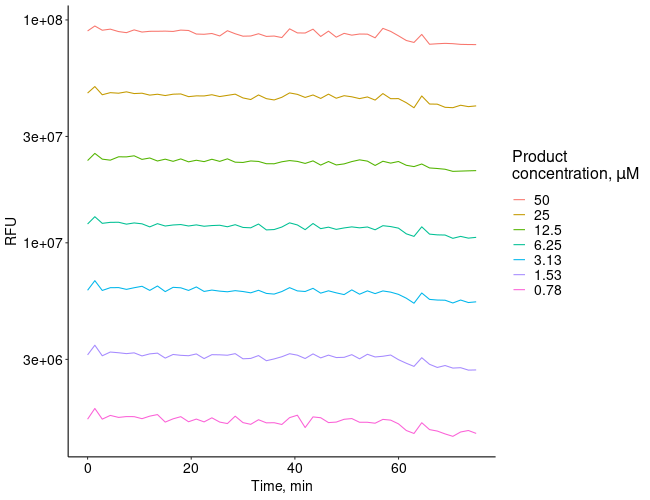 1e+08
3e+07
1e+07
3e+06
RFU
0
20
40
60
Time, min
Product
concentration, µM
50
25
12.5
6.25
3.13
1.53
0.78